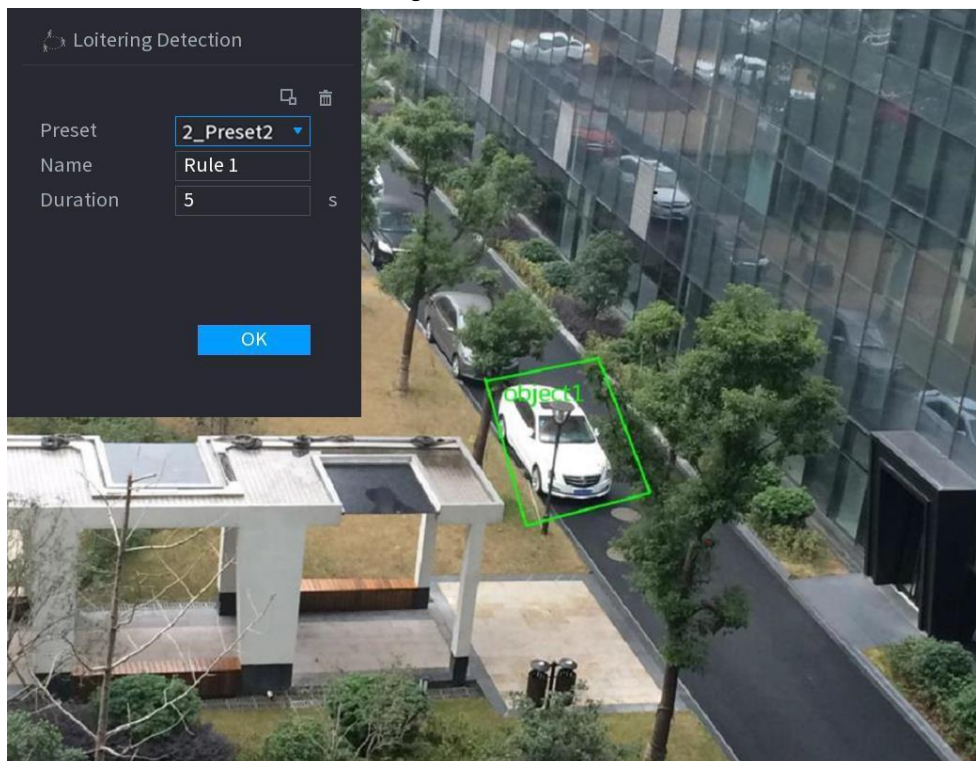 Loitering Detection
Preset 2_Preset2
Name Rule 1
Duration 5 s
OK
object1